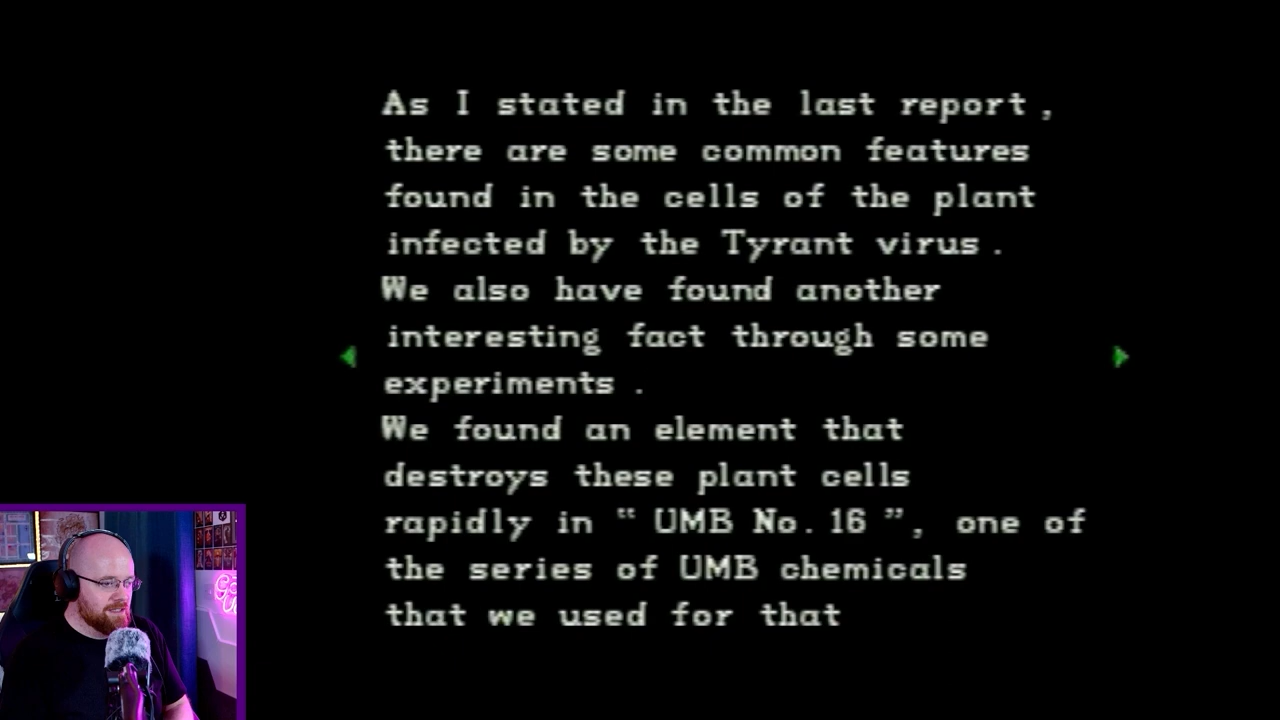 As I stated in the last report,
there are some common features
found in the cells of the plant
infected by the Tyrant virus.
We also have found another
interesting fact through some
experiments.
We found an element that
destroys these plant cells
rapidly in “ UMB No.16 ”, one of
the series of UMB chemicals
that we used for that